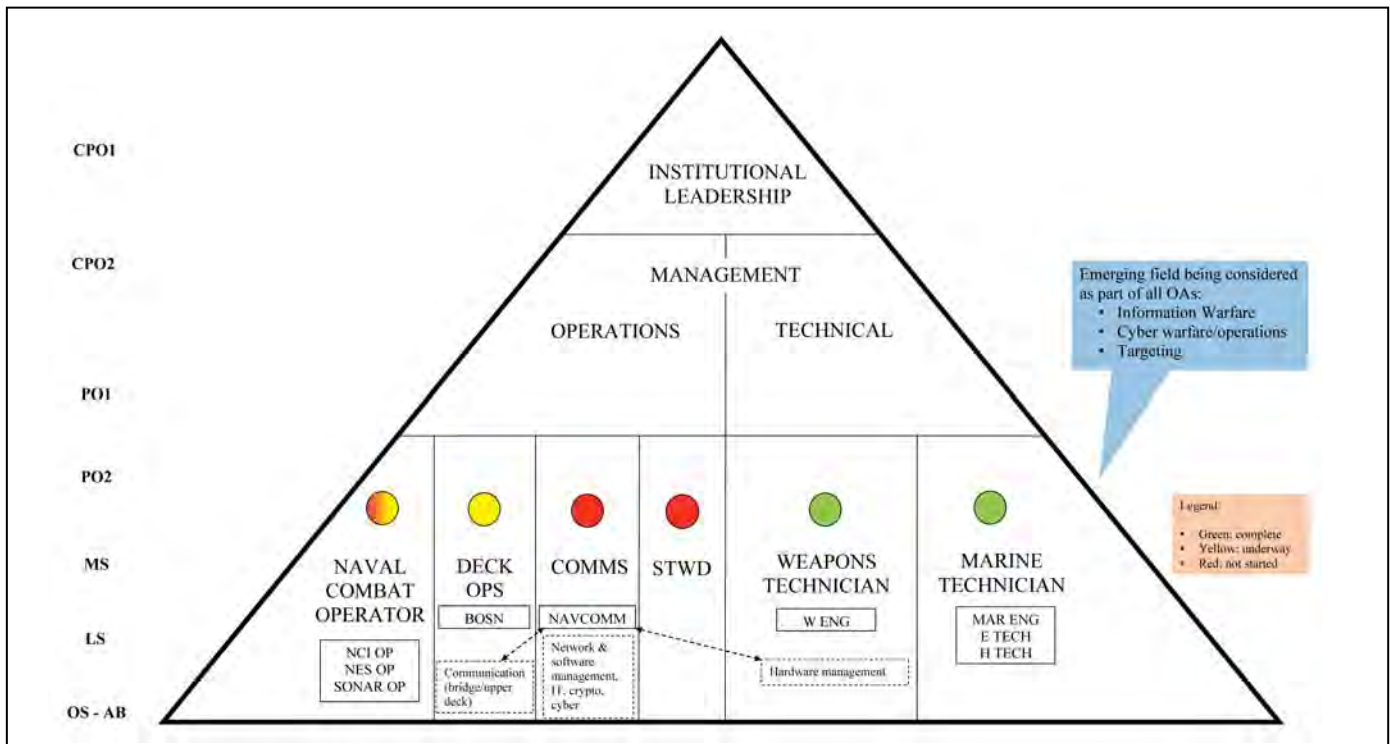 CPO1
INSTITUTIONAL
LEADERSHIP
CPO2
MANAGEMENT
OPERATIONS
TECHNICAL
Emerging field being considered
as part of all OAs:
• Information Warfare
• Cyber warfare/operations
• Targeting
PO1
PO2
Legend:
• Green: complete
• Yellow: underway
• Red: not started
MS
NAVAL
COMBAT
OPERATOR
DECK
OPS
COMMS
STWD
WEAPONS
TECHNICIAN
MARINE
TECHNICIAN
LS
NCI OP
NES OP
SONAR OP
BOSN
NAVCOMM
W ENG
MAR ENG
E TECH
H TECH
Communication
(bridge/upper
deck)
Network &
software
management,
IT, crypto,
cyber
Hardware management
OS - AB